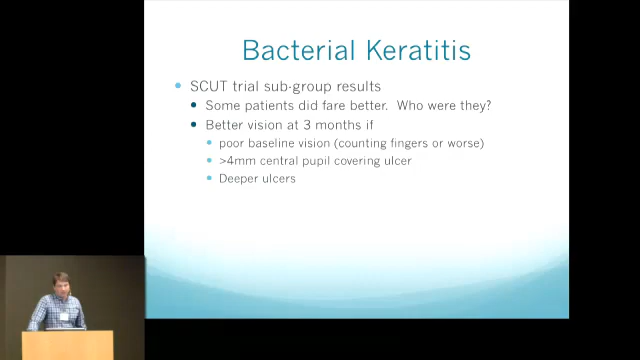 Bacterial Keratitis
SCUT trial sub-group results
Some patients did fare better. Who were they?
Better vision at 3 months if
poor baseline vision (counting fingers or worse)
>4mm central pupil covering ulcer
Deeper ulcers